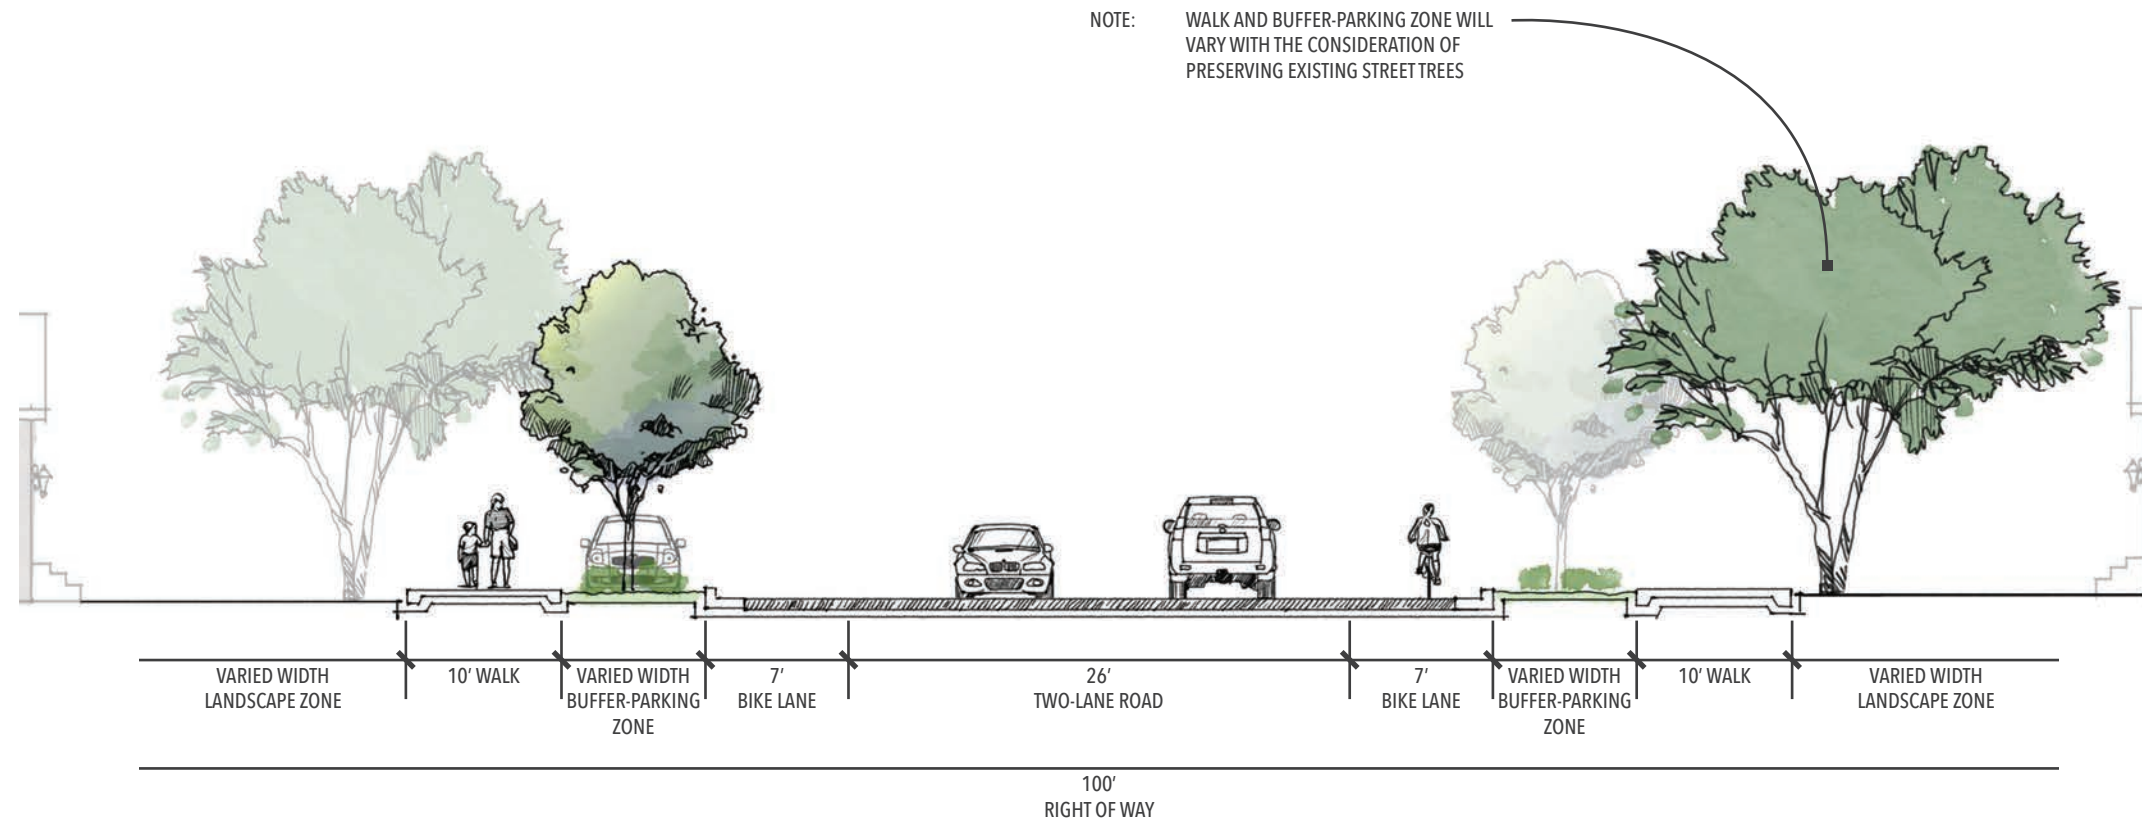 NOTE: WALK AND BUFFER-PARKING ZONE WILL
VARY WITH THE CONSIDERATION OF
PRESERVING EXISTING STREET TREES
VARIED WIDTH
LANDSCAPE ZONE
10' WALK
VARIED WIDTH
BUFFER-PARKING
ZONE
7'
BIKE LANE
26'
TWO-LANE ROAD
7'
BIKE LANE
VARIED WIDTH
BUFFER-PARKING
ZONE
10' WALK
VARIED WIDTH
LANDSCAPE ZONE
100'
RIGHT OF WAY